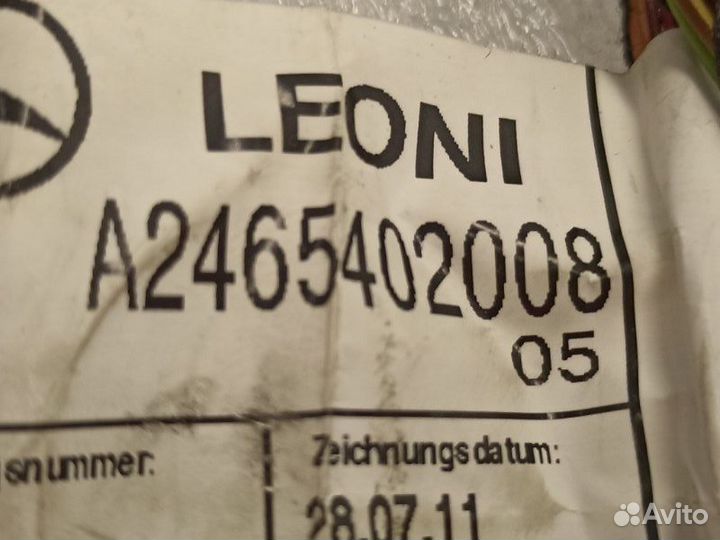 LEONI
A2465402008
05
snummer:
Zeichnungsdatum:
28.07.11
Avito